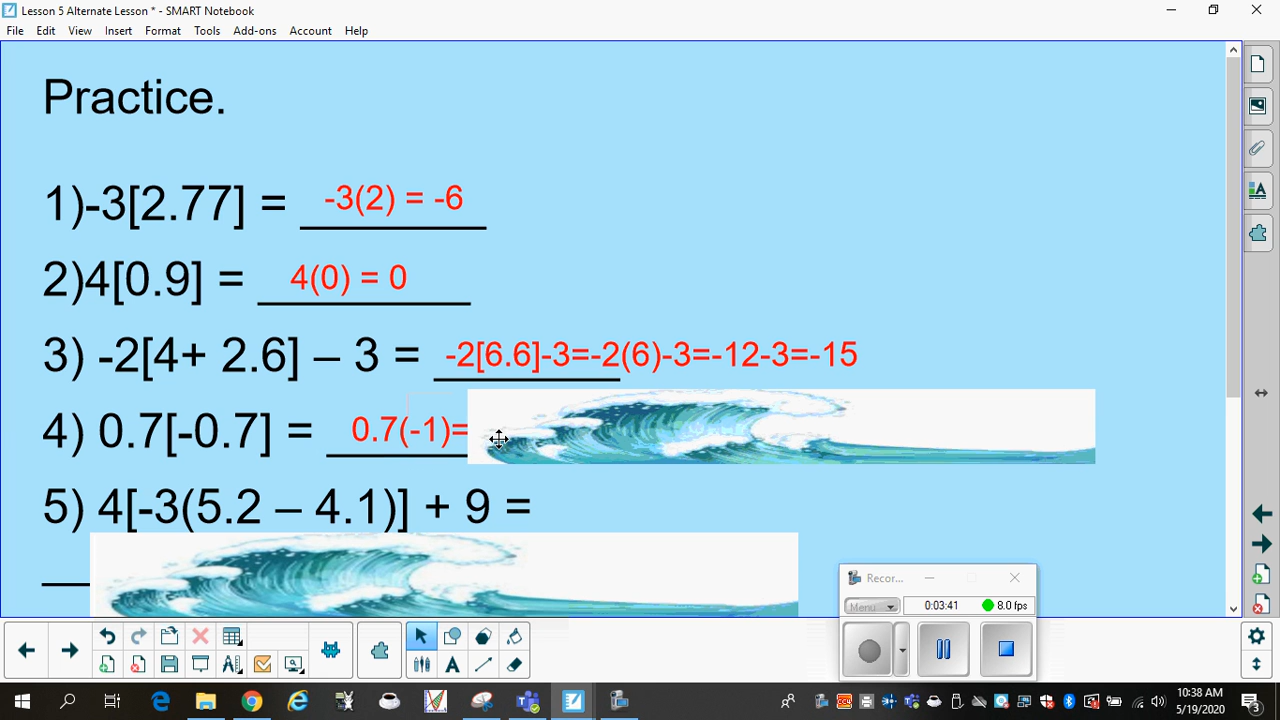 Lesson 5 Alternate Lesson * - SMART Notebook
File Edit View Insert Format Tools Add-ons Account Help
Practice.
1)-3[2.77] = -3(2) = -6
2)4[0.9] = 4(0) = 0
3) -2[4+ 2.6] – 3 = -2[6.6]-3=-2(6)-3=-12-3=-15
4) 0.7[-0.7] = 0.7(-1)=
5) 4[-3(5.2 – 4.1)] + 9 =
Recor...
Menu 0:03:41 8.0 fps
10:38 AM
5/19/2020